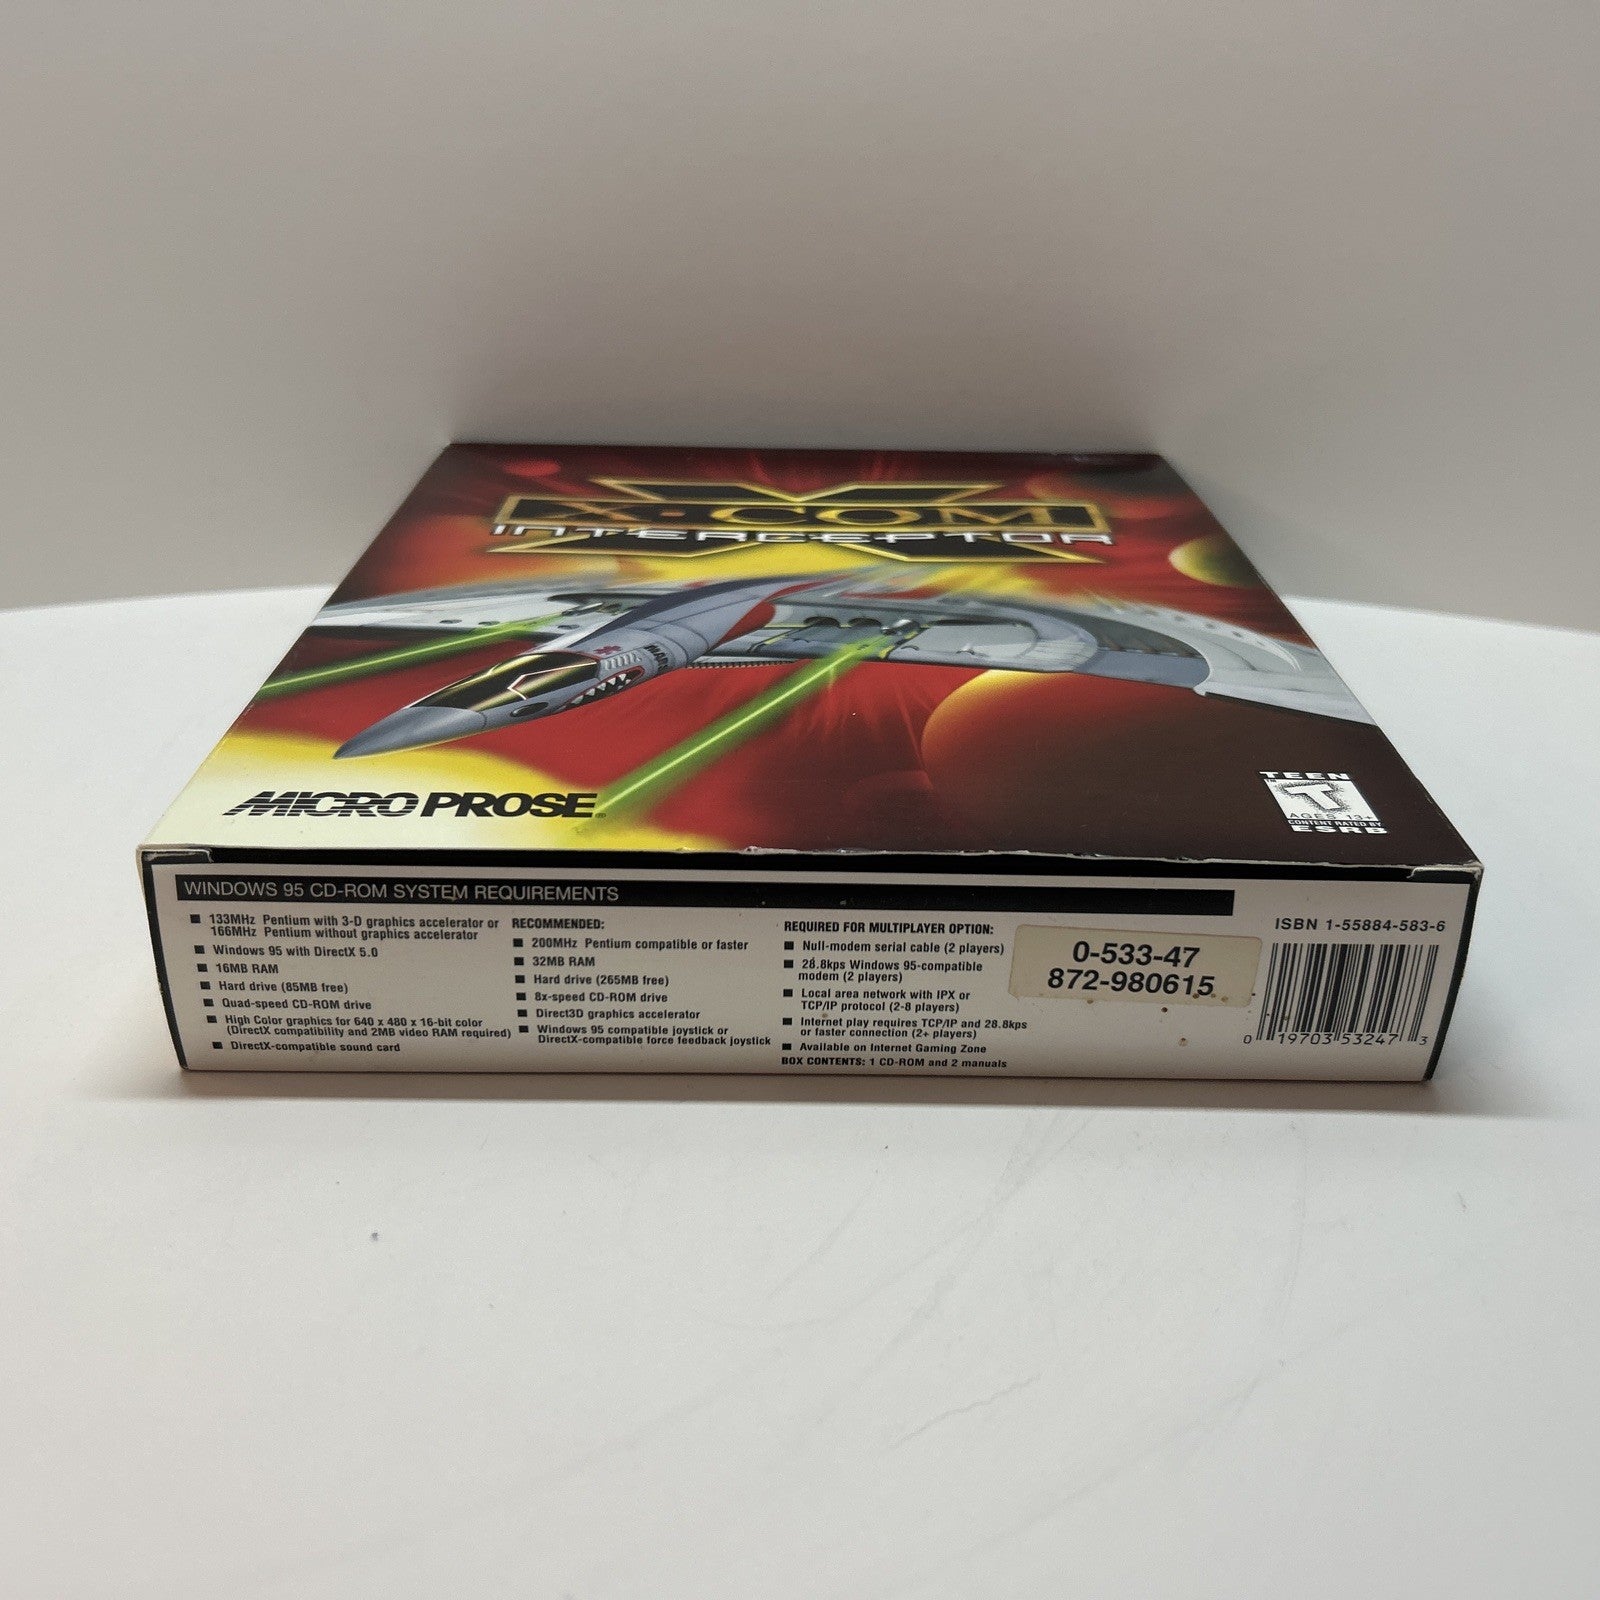 X-COM
INTERCEPTOR
MICROPROSE®
TEEN
T
AGES 13+
CONTENT RATED BY
ESRB
WINDOWS 95 CD-ROM SYSTEM REQUIREMENTS
■ 133MHz Pentium with 3-D graphics accelerator or
166MHz Pentium without graphics accelerator
■ Windows 95 with DirectX 5.0
■ 16MB RAM
■ Hard drive (85MB free)
■ Quad-speed CD-ROM drive
■ High Color graphics for 640 x 480 x 16-bit color
(DirectX compatibility and 2MB video RAM required)
■ DirectX-compatible sound card
RECOMMENDED:
■ 200MHz Pentium compatible or faster
■ 32MB RAM
■ Hard drive (265MB free)
■ 8x-speed CD-ROM drive
■ Direct3D graphics accelerator
■ Windows 95 compatible joystick or
DirectX-compatible force feedback joystick
REQUIRED FOR MULTIPLAYER OPTION:
■ Null-modem serial cable (2 players)
■ 28.8kps Windows 95-compatible
modem (2 players)
■ Local area network with IPX or
TCP/IP protocol (2-8 players)
■ Internet play requires TCP/IP and 28.8kps
or faster connection (2+ players)
■ Available on Internet Gaming Zone
BOX CONTENTS: 1 CD-ROM and 2 manuals
0-533-47
872-980615
ISBN 1-55884-583-6
0 19703 53247 3